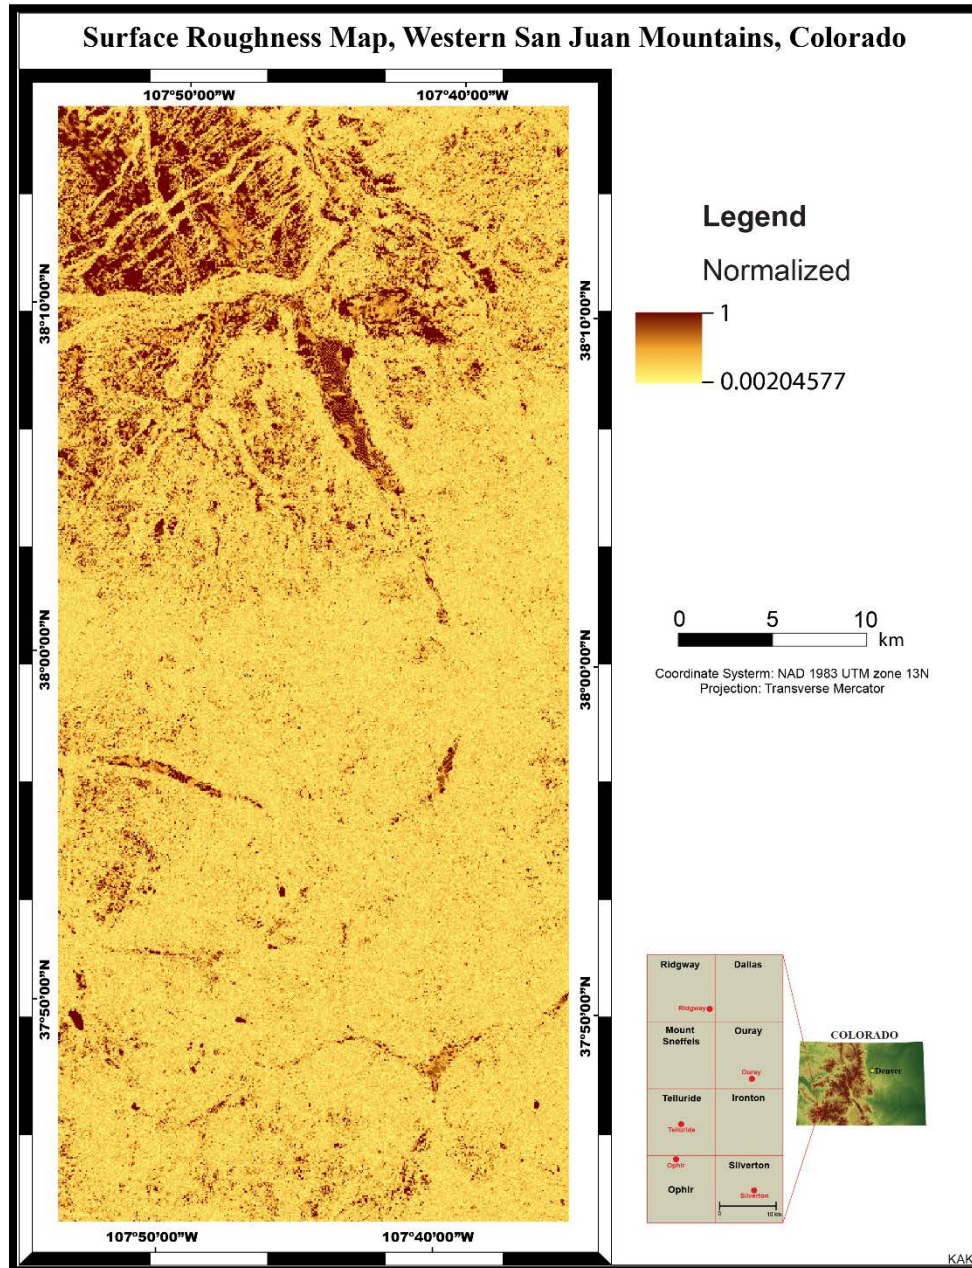 Surface Roughness Map, Western San Juan Mountains, Colorado
107°50'00"W
107°40'00"W
38°10'00"N
38°10'00"N
38°00'00"N
38°00'00"N
37°50'00"N
37°50'00"N
107°50'00"W
107°40'00"W
Legend
Normalized
1
0.00204577
0 5 10
km
Coordinate Systerm: NAD 1983 UTM zone 13N
Projection: Transverse Mercator
Ridgway
Dallas
Ridgway
Mount
Sneffels
Ouray
Ouray
Telluride
Ironton
Telluride
Ophir
Silverton
Ophir
Silverton
0 10 km
COLORADO
Denver
KAK